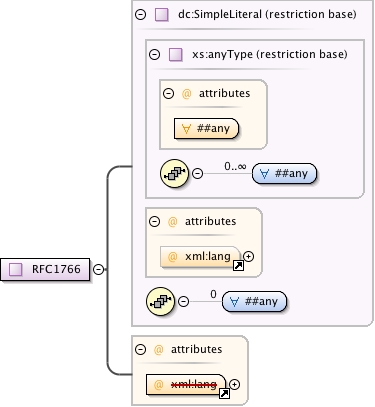 dc:SimpleLiteral (restriction base)
xs:anyType (restriction base)
@ attributes
∀ ##any
0..∞
∀ ##any
@ attributes
@ xml:lang
RFC1766
0
∀ ##any
@ attributes
@ xml:lang